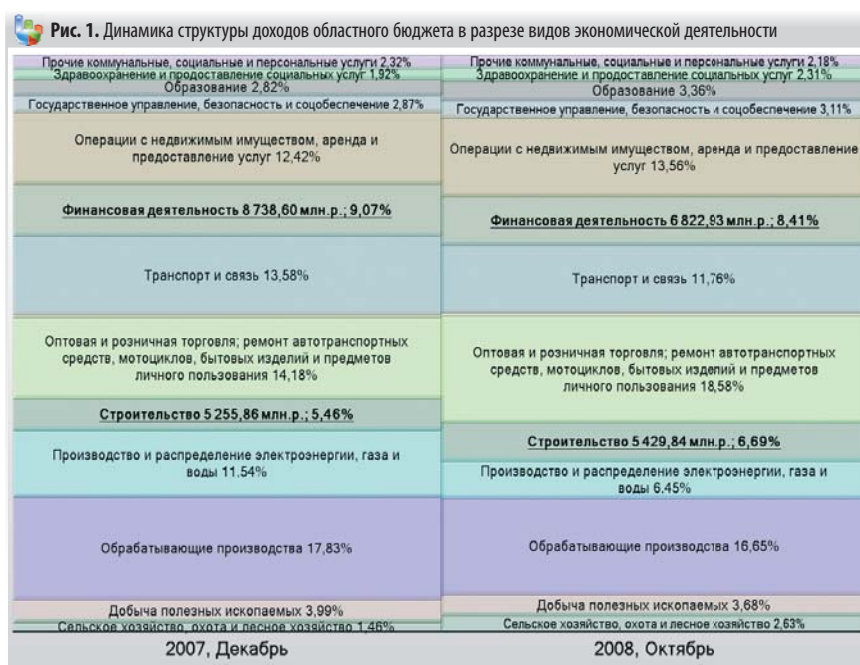 Рис. 1. Динамика структуры доходов областного бюджета в разрезе видов экономической деятельности
Прочие коммунальные, социальные и персональные услуги 2,32%
Здравоохранение и продоставление социальных услуг 1,92%
Образование 2,82%
Государственное управление, безопасность и соцобеспечение 2,87%
Операции с недвижимым имуществом, аренда и
предоставление услуг 12,42%
Финансовая деятельность 8 738,60 млн.р.; 9,07%
Транспорт и связь 13,58%
Оптовая и розничная торговля; ремонт автотранспортных
средств, мотоциклов, бытовых изделий и предметов
личного пользования 14,18%
Строительство 5 255,86 млн.р.; 5,46%
Производство и распределение электроэнергии, газа и
воды 11,54%
Обрабатывающие производства 17,83%
Добыча полезных ископаемых 3,99%
Сельское хозяйство, охота и лесное хозяйство 1,46%
2007, Декабрь
Прочие коммунальные, социальные и персональные услуги 2,18%
Здравоохранение и продоставление социальных услуг 2,31%
Образование 3,36%
Государственное управление, безопасность и соцобеспечение 3,11%
Операции с недвижимым имуществом, аренда и предоставление
услуг 13,56%
Финансовая деятельность 6 822,93 млн.р.; 8,41%
Транспорт и связь 11,76%
Оптовая и розничная торговля; ремонт автотранспортных
средств, мотоциклов, бытовых изделий и предметов
личного пользования 18,58%
Строительство 5 429,84 млн.р.; 6,69%
Производство и распределение электроэнергии, газа и
воды 6.45%
Обрабатывающие производства 16,65%
Добыча полезных ископаемых 3,68%
Сельское хозяйство, охота и лесное хозяйство 2,63%
2008, Октябрь